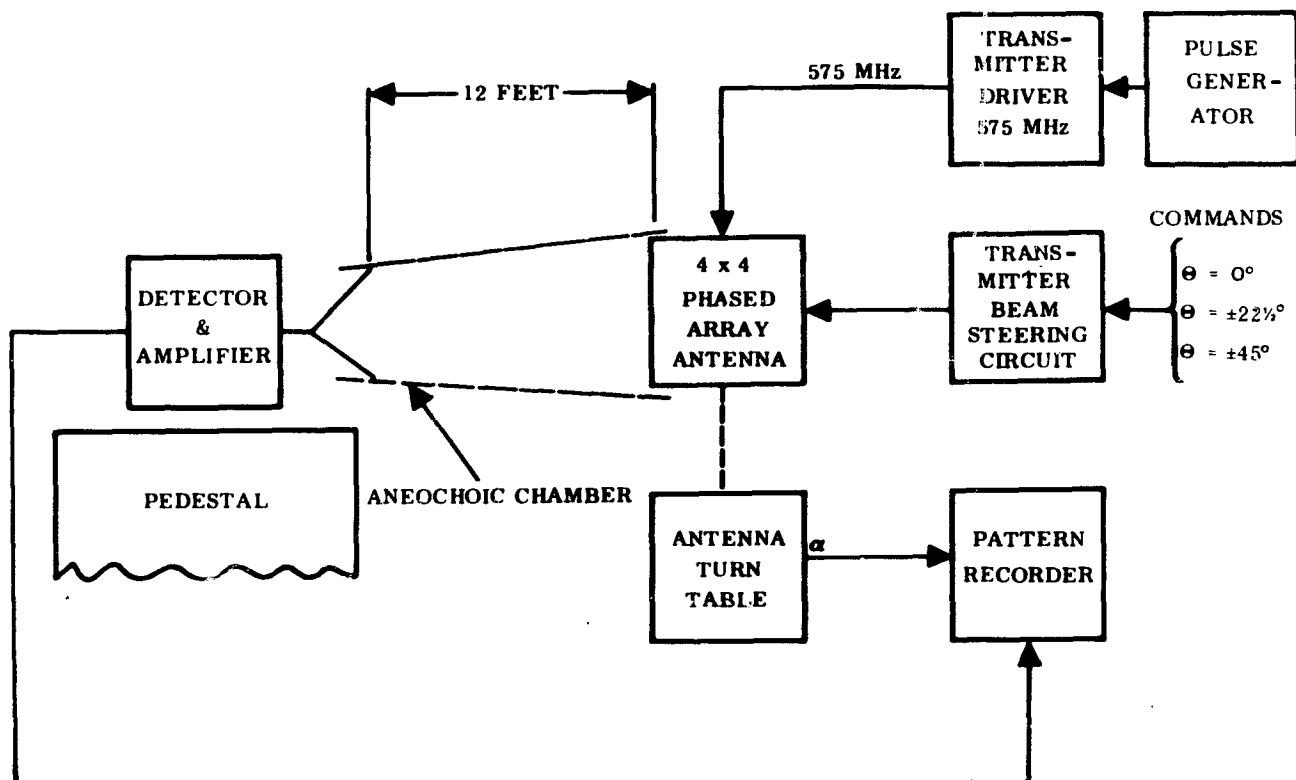 TRANS-
MITTER
DRIVER
575 MHz
PULSE
GENER-
ATOR
575 MHz
12 FEET
COMMANDS
Θ = 0°
Θ = ±22½°
Θ = ±45°
4 x 4
PHASED
ARRAY
ANTENNA
TRANS-
MITTER
BEAM
STEERING
CIRCUIT
DETECTOR
&
AMPLIFIER
PEDESTAL
ANEOCHOIC CHAMBER
ANTENNA
TURN
TABLE
α
PATTERN
RECORDER